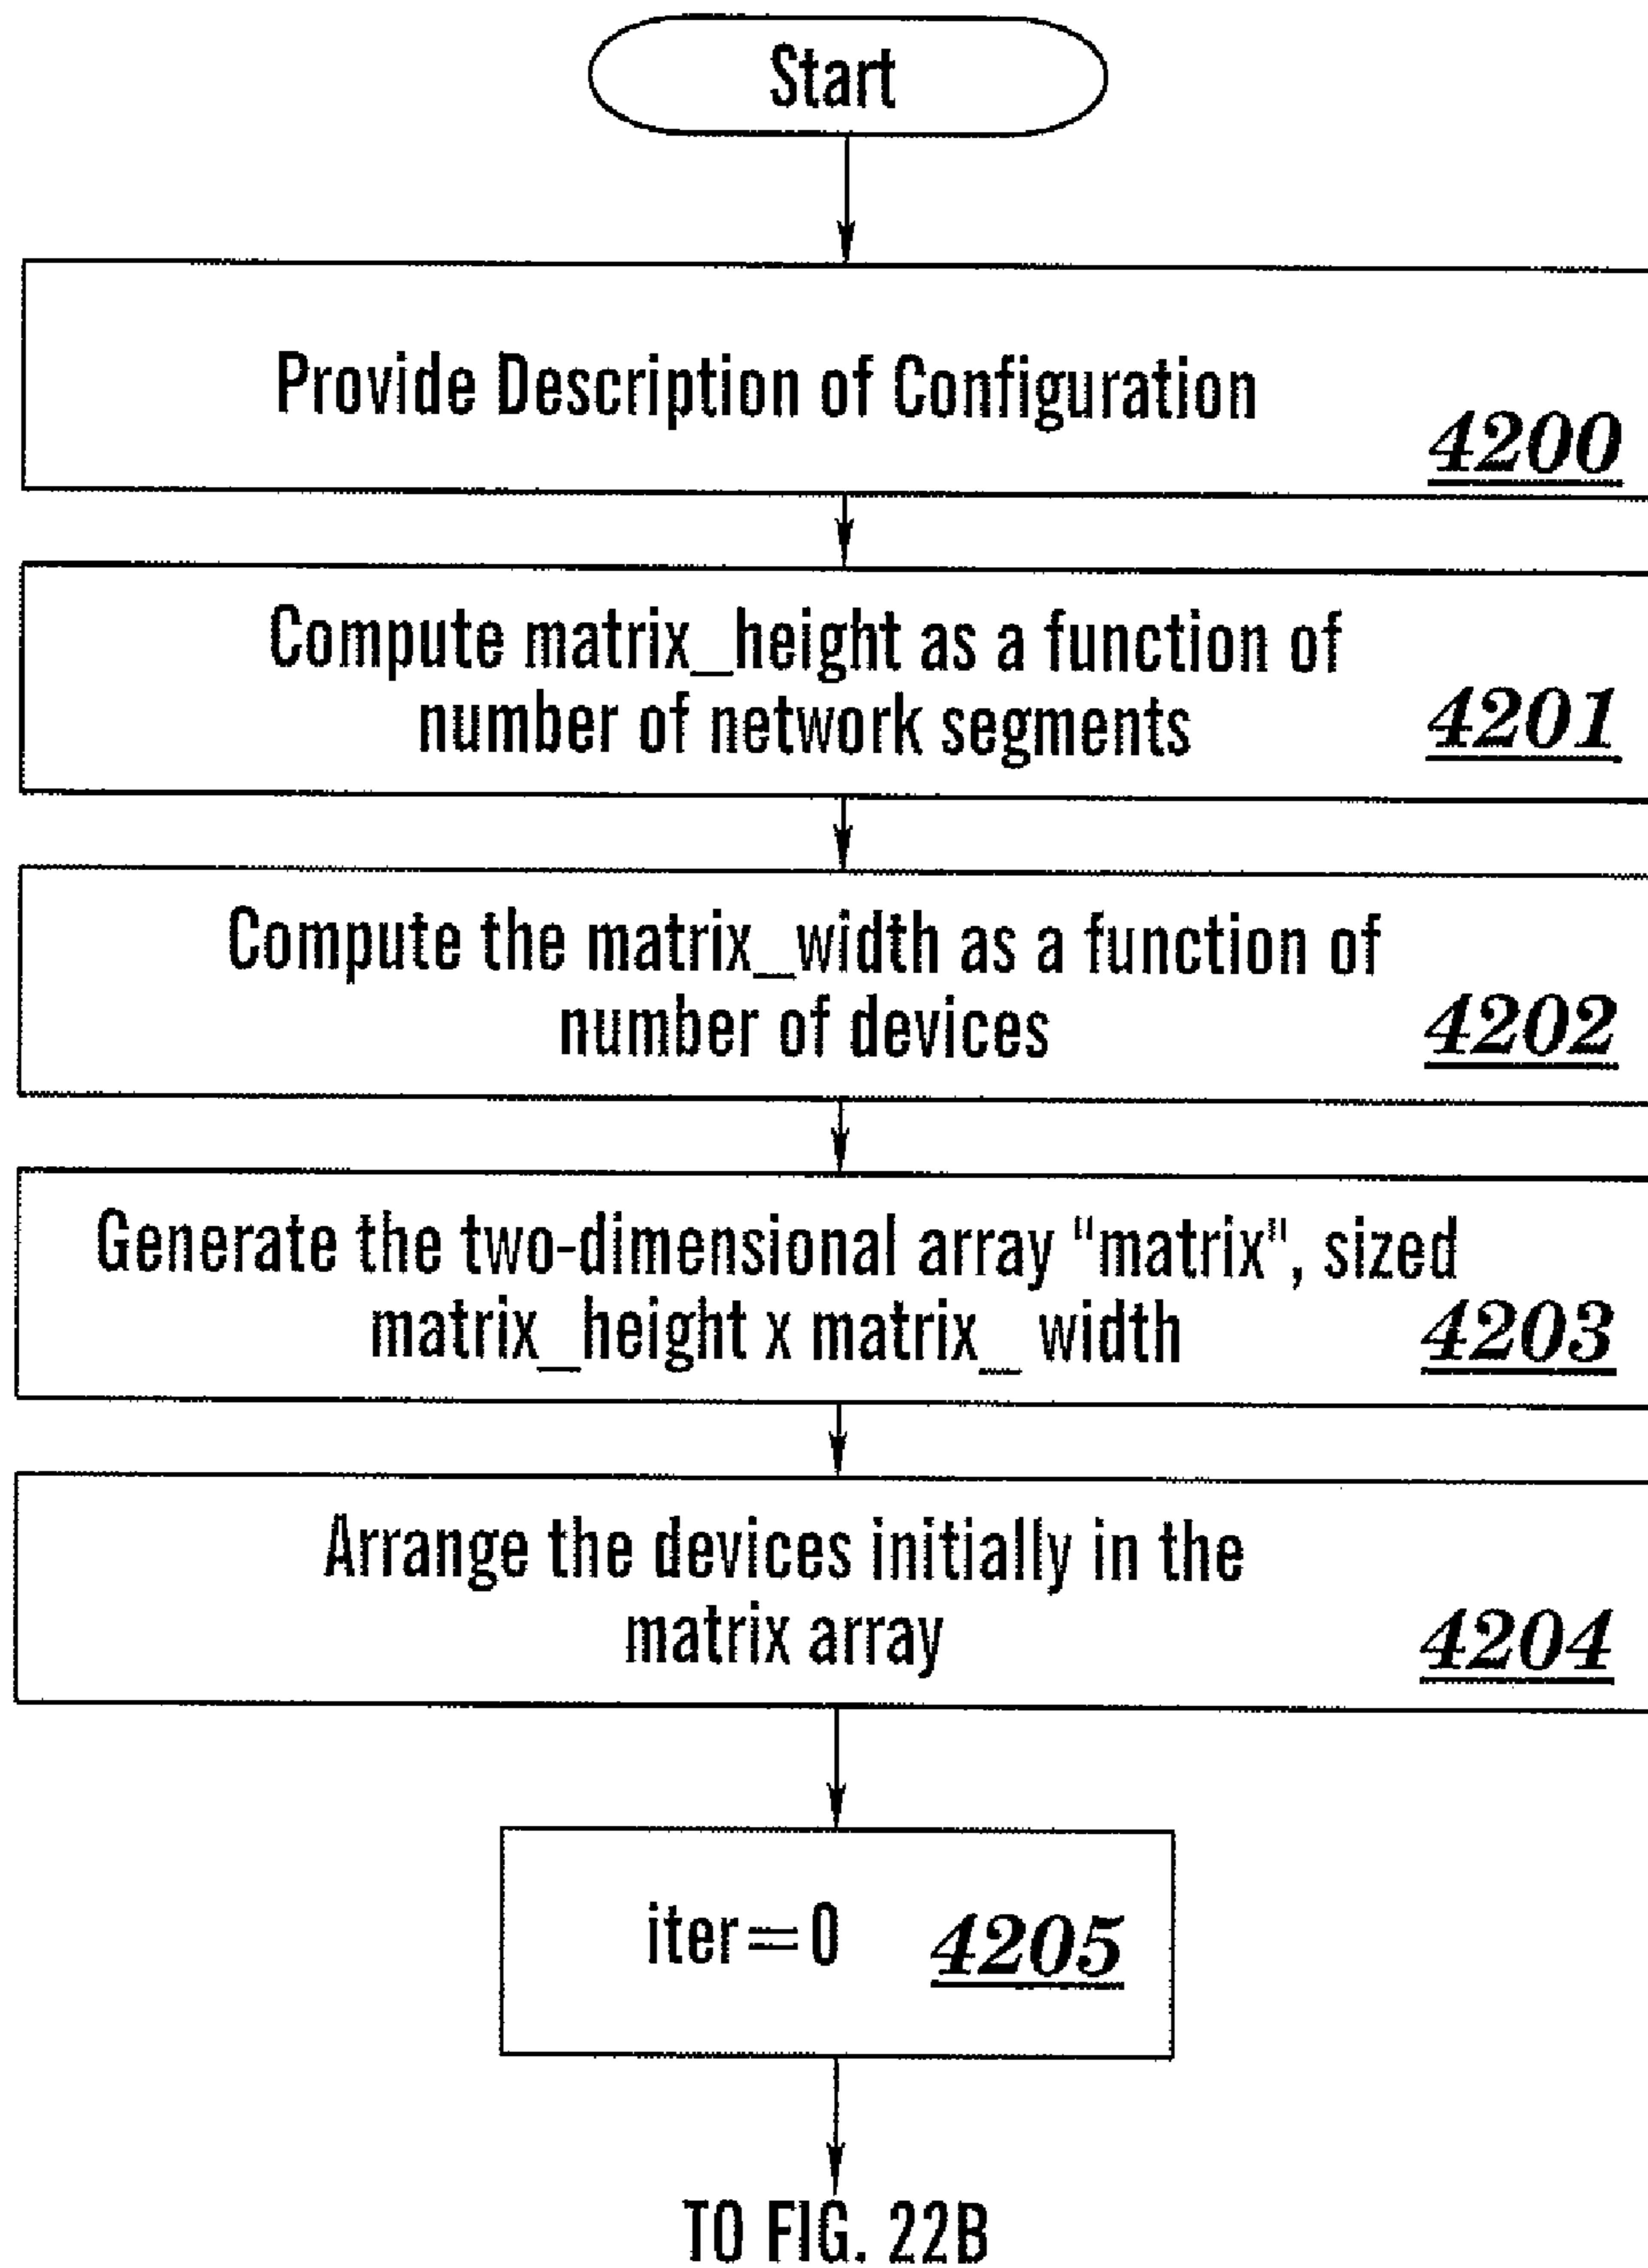 Start
Provide Description of Configuration
4200
Compute matrix_height as a function of
number of network segments
4201
Compute the matrix_width as a function of
number of devices
4202
Generate the two-dimensional array "matrix", sized
matrix_height x matrix_ width
4203
Arrange the devices initially in the
matrix array
4204
iter=0
4205
TO FIG. 22B